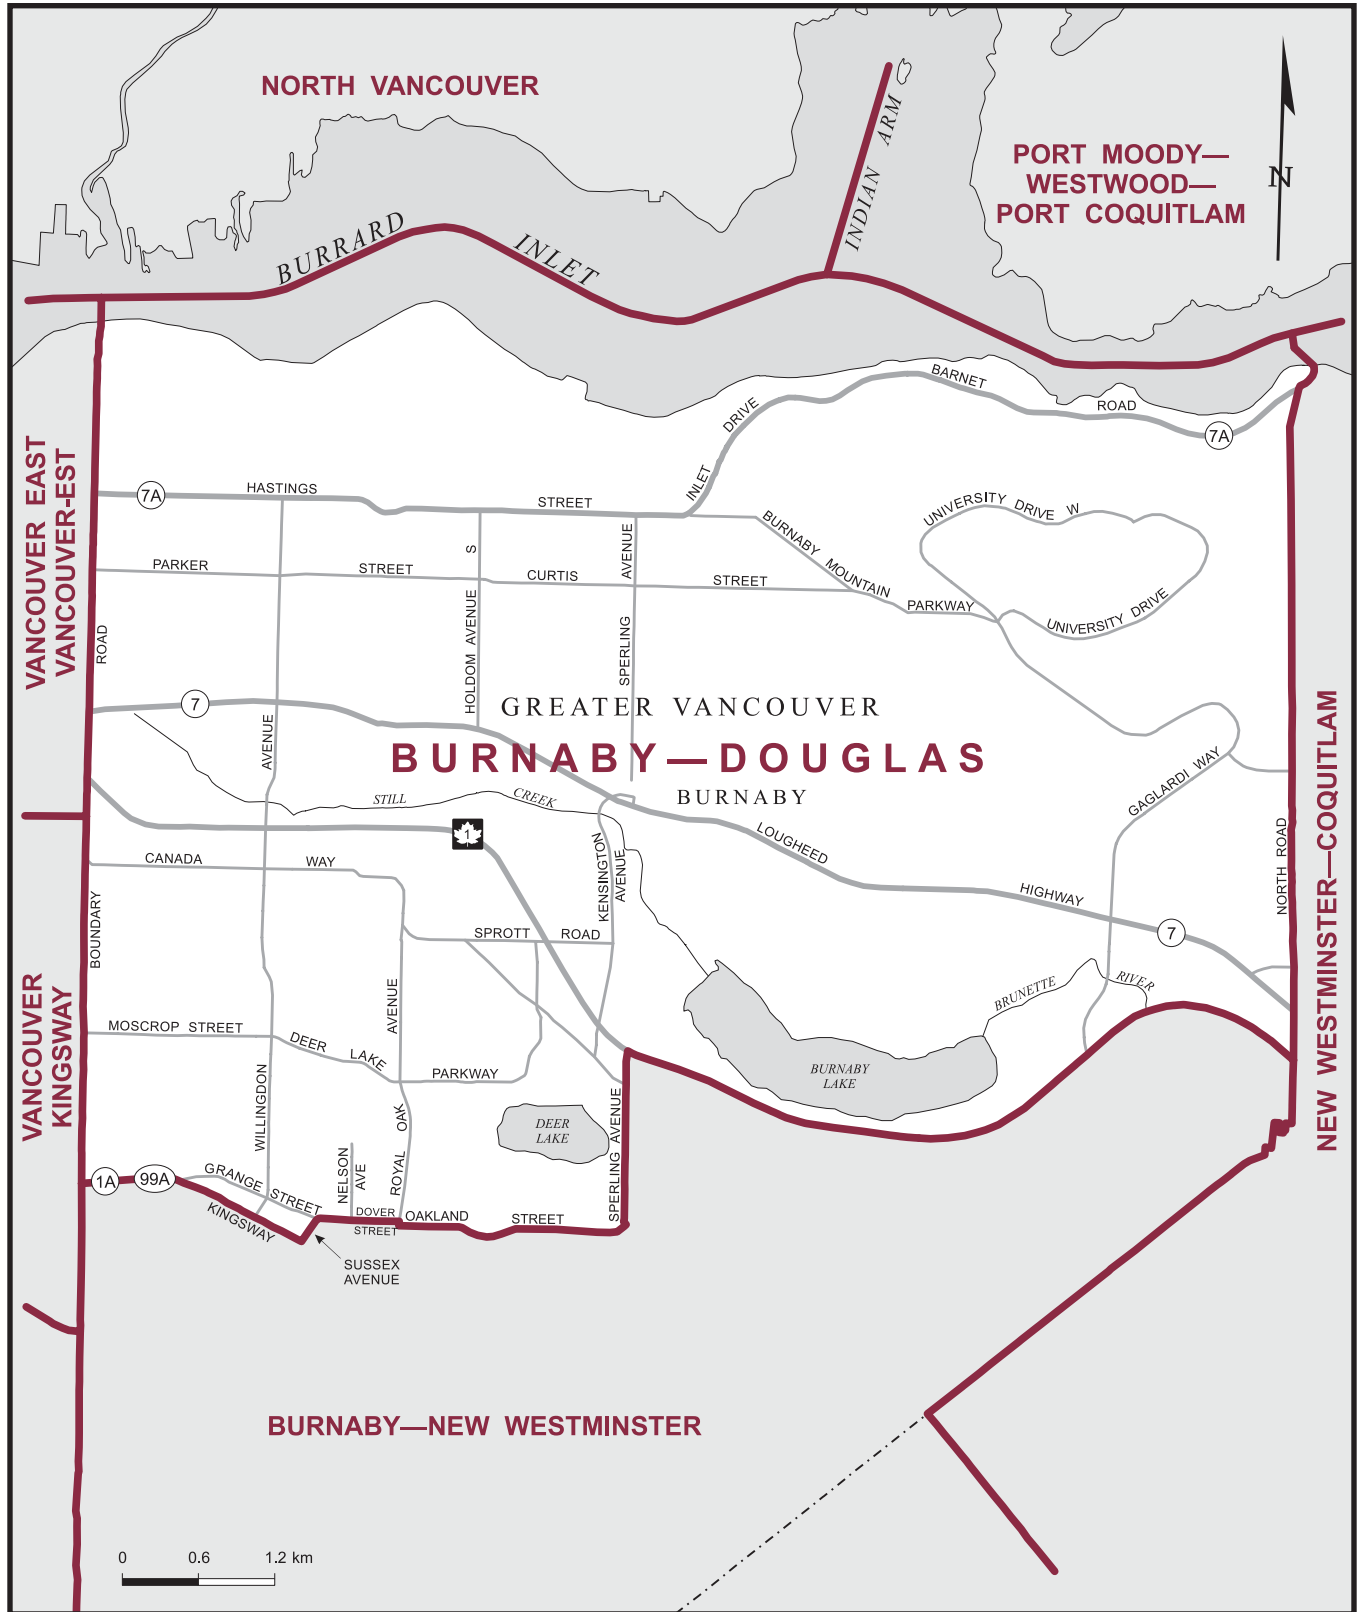 NORTH VANCOUVER
INDIAN ARM
PORT MOODY—
WESTWOOD—
PORT COQUITLAM
N
BURRARD INLET
BARNET ROAD
7A
INLET DRIVE
VANCOUVER EAST
VANCOUVER-EST
7A
HASTINGS STREET
UNIVERSITY DRIVE W
BURNABY MOUNTAIN PARKWAY
S
HOLDOM AVENUE
SPERLING AVENUE
PARKER STREET
CURTIS STREET
UNIVERSITY DRIVE
BOUNDARY ROAD
7
GREATER VANCOUVER
BURNABY—DOUGLAS
BURNABY
WILLINGDON AVENUE
STILL CREEK
GAGLARDI WAY
1
LOUGHEED HIGHWAY
7
NORTH ROAD
NEW WESTMINSTER—COQUITLAM
CANADA WAY
KENSINGTON
AVENUE
SPROTT ROAD
VANCOUVER
KINGSWAY
BRUNETTE RIVER
MOSCROP STREET
DEER LAKE PARKWAY
BURNABY
LAKE
ROYAL OAK AVENUE
DEER
LAKE
SPERLING AVENUE
1A
99A
GRANGE STREET
NELSON
AVE
KINGSWAY
DOVER
STREET
OAKLAND STREET
SUSSEX
AVENUE
BURNABY—NEW WESTMINSTER
0 0.6 1.2 km